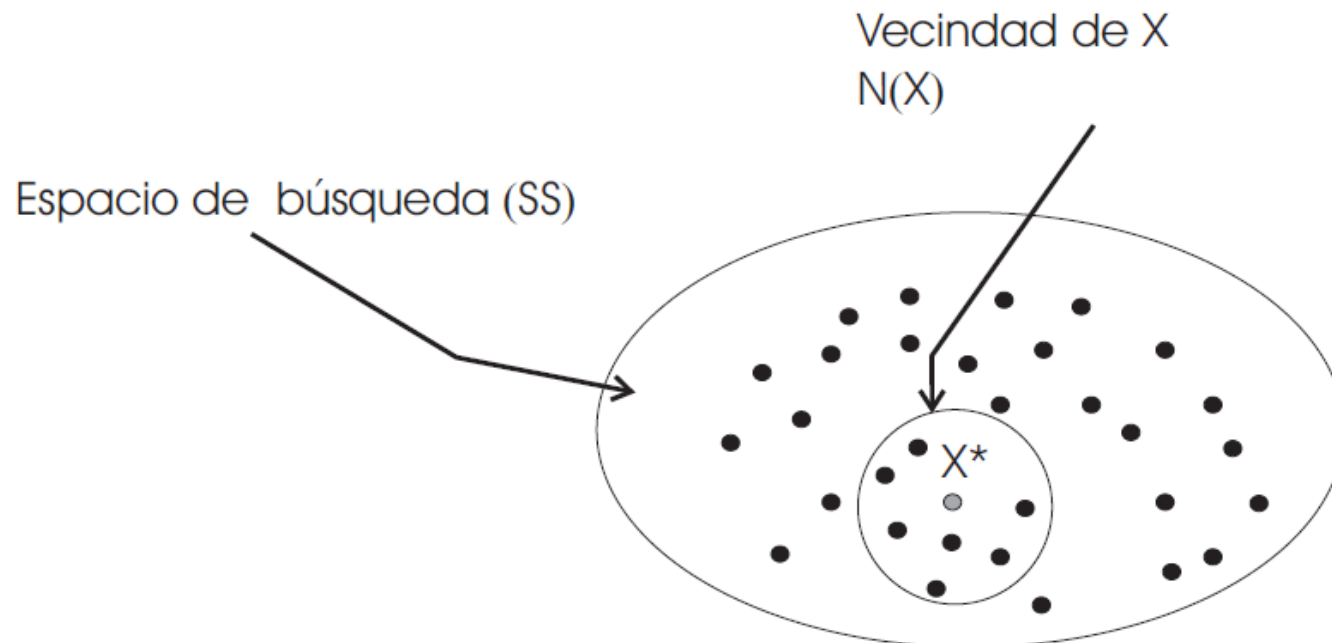 Vecindad de X
N(X)
Espacio de búsqueda (SS)
X*